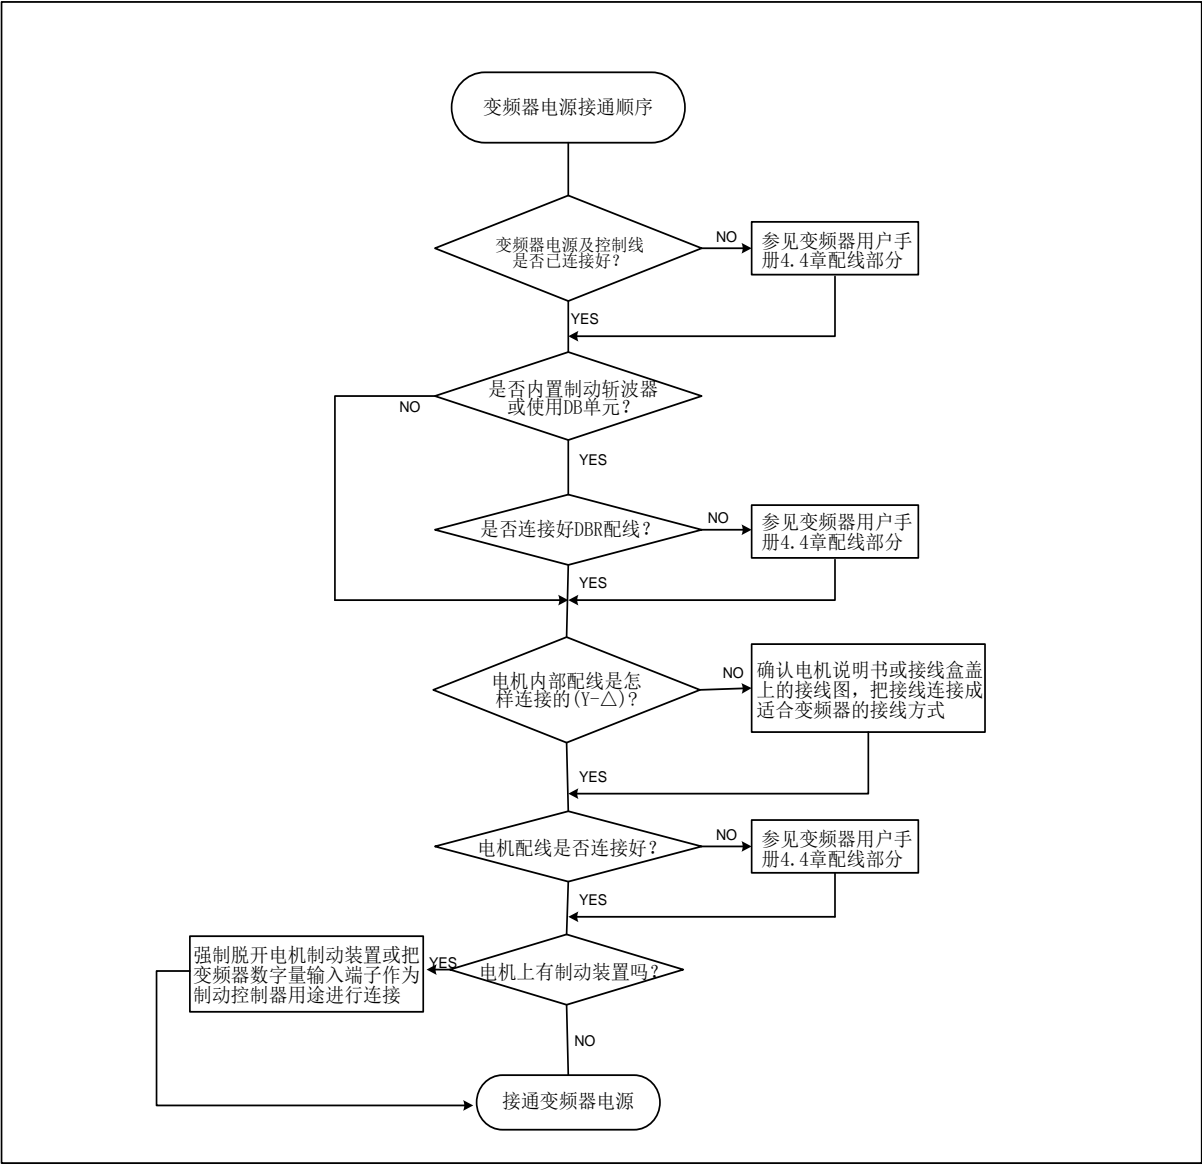 变频器电源接通顺序
变频器电源及控制线
是否已连接好？
NO
参见变频器用户手
册4.4章配线部分
YES
是否内置制动斩波器
或使用DB单元？
NO
YES
是否连接好DBR配线？
NO
参见变频器用户手
册4.4章配线部分
YES
电机内部配线是怎
样连接的(Y-△)？
NO
确认电机说明书或接线盒盖
上的接线图，把接线连接成
适合变频器的接线方式
YES
电机配线是否连接好？
NO
参见变频器用户手
册4.4章配线部分
YES
电机上有制动装置吗？
YES
强制脱开电机制动装置或把
变频器数字量输入端子作为
制动控制器用途进行连接
NO
接通变频器电源